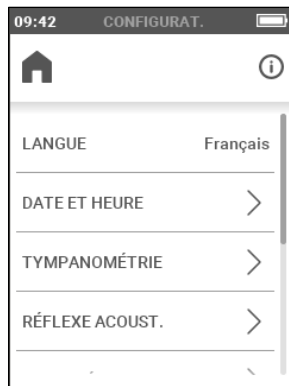 09:42 CONFIGURAT.
LANGUE Français
DATE ET HEURE
TYMPANOMÉTRIE
RÉFLEXE ACOUST.